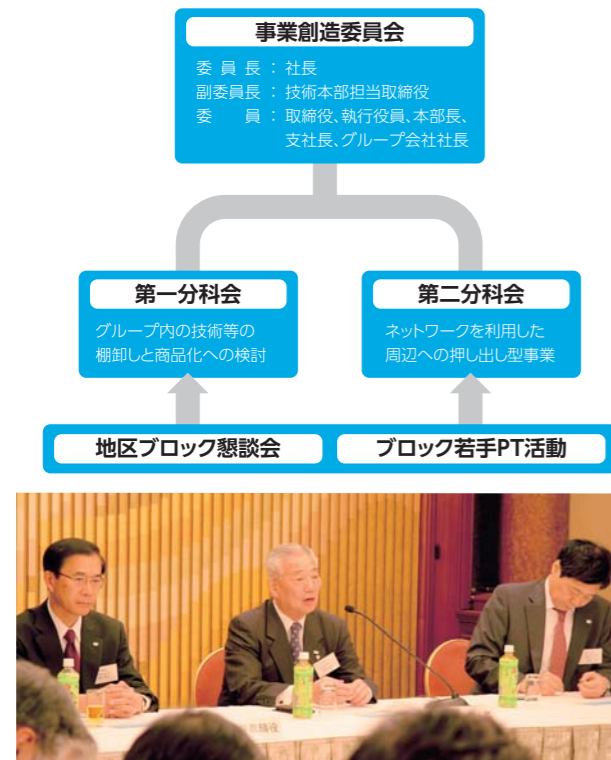 事業創造委員会
委員長：社長
副委員長：技術本部担当取締役
委員：取締役、執行役員、本部長、
支社長、グループ会社社長
第一分科会
グループ内の技術等の
棚卸しと商品化への検討
第二分科会
ネットワークを利用した
周辺への押し出し型事業
地区ブロック懇談会
ブロック若手PT活動